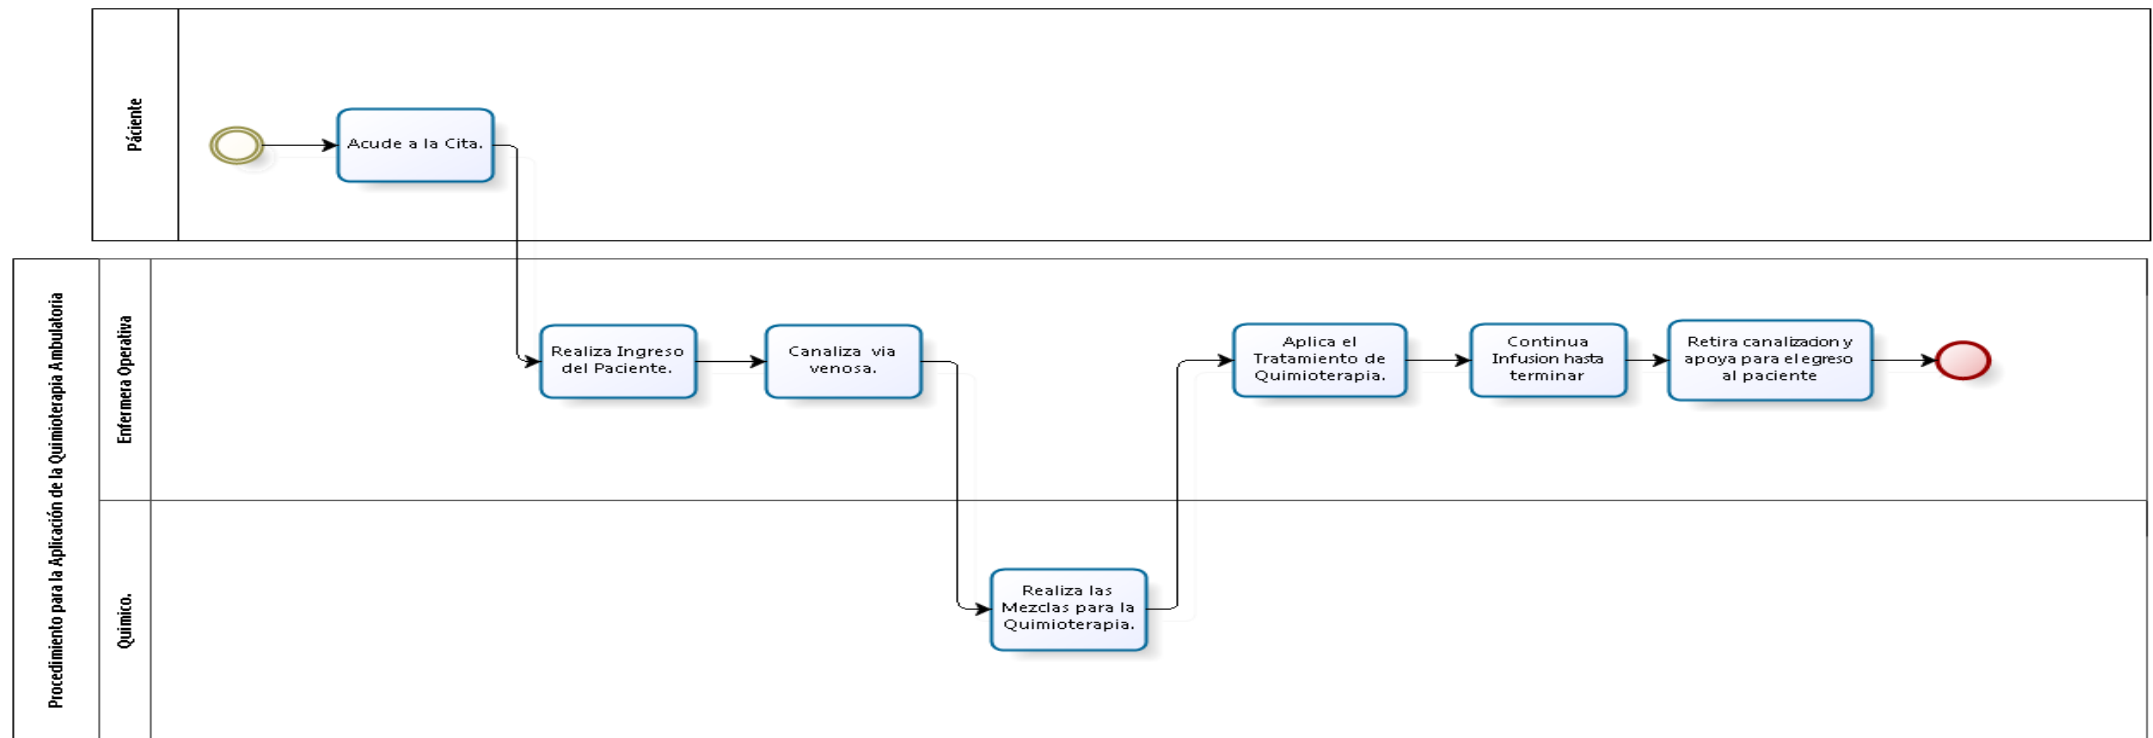 Páciente
Acude a la Cita.
Procedimiento para la Aplicación de la Quimioterapia Ambulatoria
Enfermera Operativa
Realiza Ingreso
del Paciente.
Canaliza via
venosa.
Aplica el
Tratamiento de
Quimioterapia.
Continua
Infusion hasta
terminar
Retira canalizacion y
apoya para el egreso
al paciente
Quimico.
Realiza las
Mezclas para la
Quimioterapia.